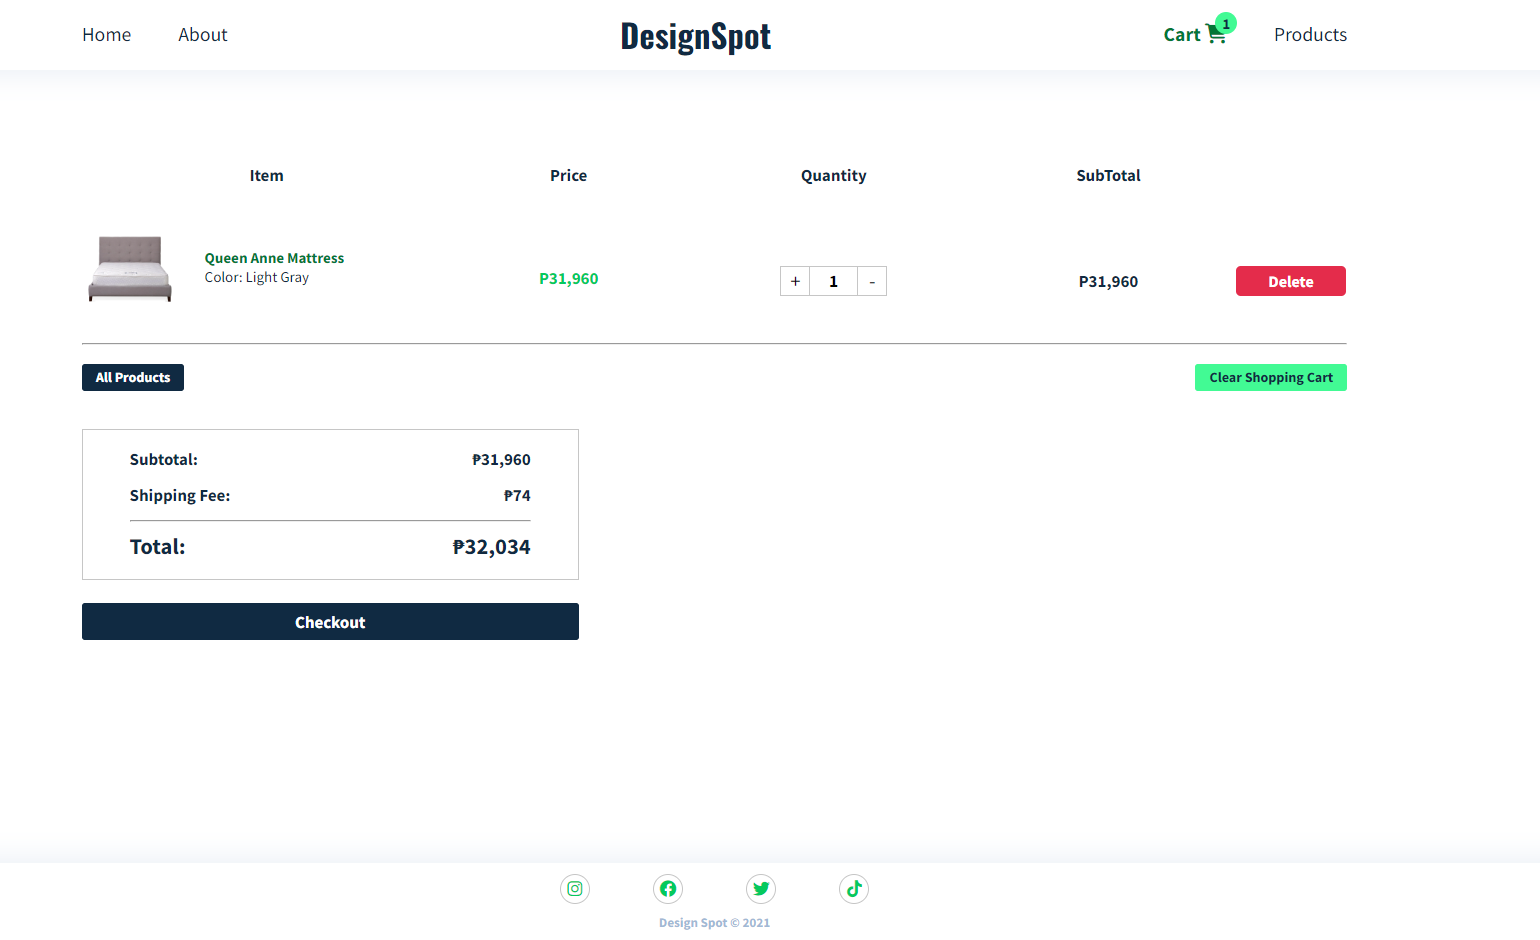 Home About DesignSpot Cart 1 Products
Item Price Quantity SubTotal
Queen Anne Mattress
Color: Light Gray
P31,960 + 1 - P31,960 Delete
All Products Clear Shopping Cart
Subtotal: ₱31,960
Shipping Fee: ₱74
Total: ₱32,034
Checkout
Design Spot © 2021